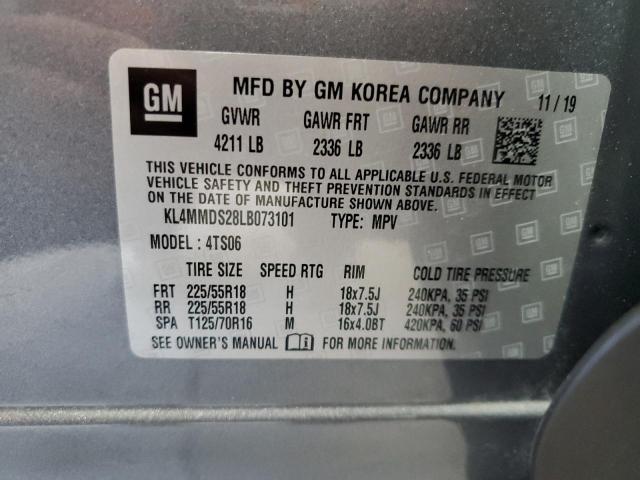 GM
MFD BY GM KOREA COMPANY 11/19
GVWR GAWR FRT GAWR RR
4211 LB 2336 LB 2336 LB
THIS VEHICLE CONFORMS TO ALL APPLICABLE U.S. FEDERAL MOTOR
VEHICLE SAFETY AND THEFT PREVENTION STANDARDS IN EFFECT
ON THE DATE OF MANUFACTURE SHOWN ABOVE.
KL4MMDS28LB073101 TYPE: MPV
MODEL: 4TS06
TIRE SIZE SPEED RTG RIM COLD TIRE PRESSURE
FRT 225/55R18 H 18x7.5J 240KPA, 35 PSI
RR 225/55R18 H 18x7.5J 240KPA, 35 PSI
SPA T125/70R16 M 16x4.0BT 420KPA, 60 PSI
SEE OWNER'S MANUAL FOR MORE INFORMATION.